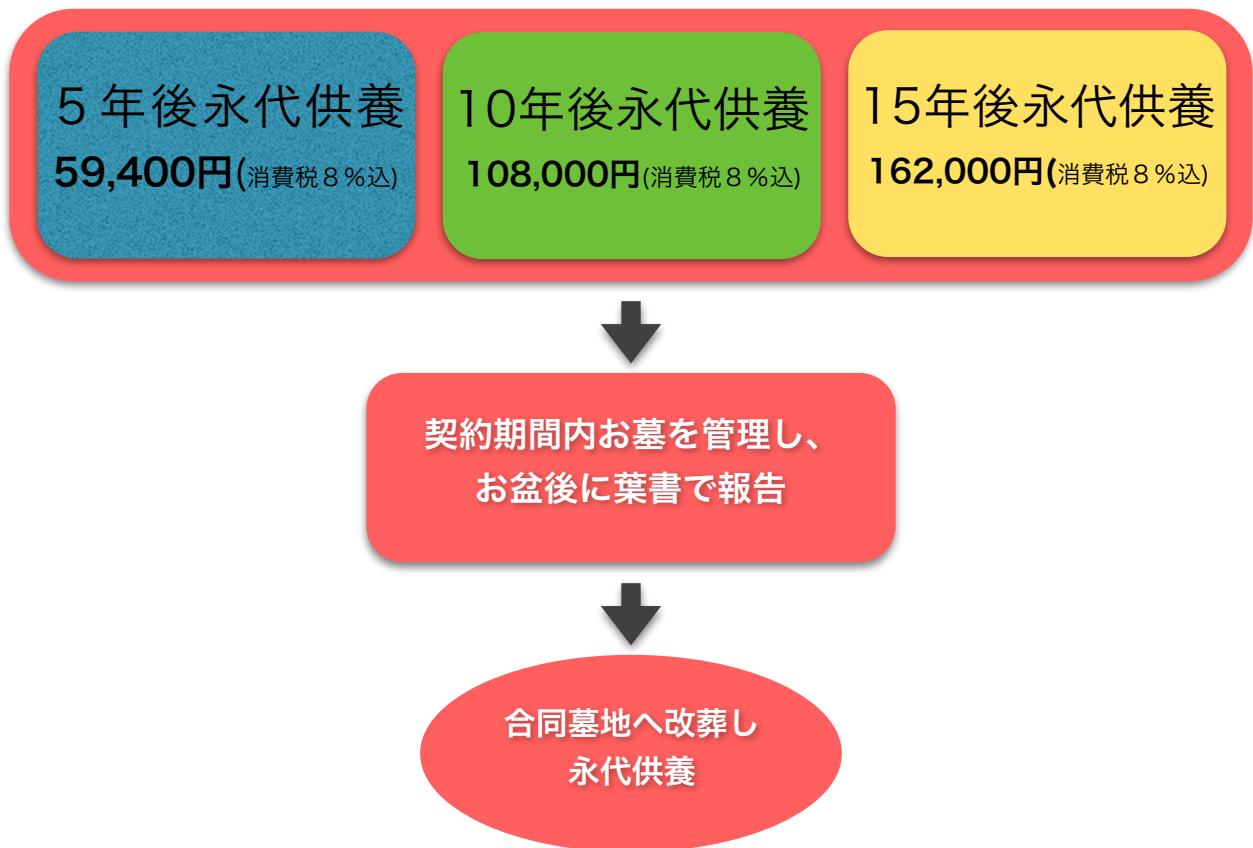 ５年後永代供養
59,400円(消費税８％込)
10年後永代供養
108,000円(消費税８％込)
15年後永代供養
162,000円(消費税８％込)
契約期間内お墓を管理し、
お盆後に葉書で報告
合同墓地へ改葬し
永代供養